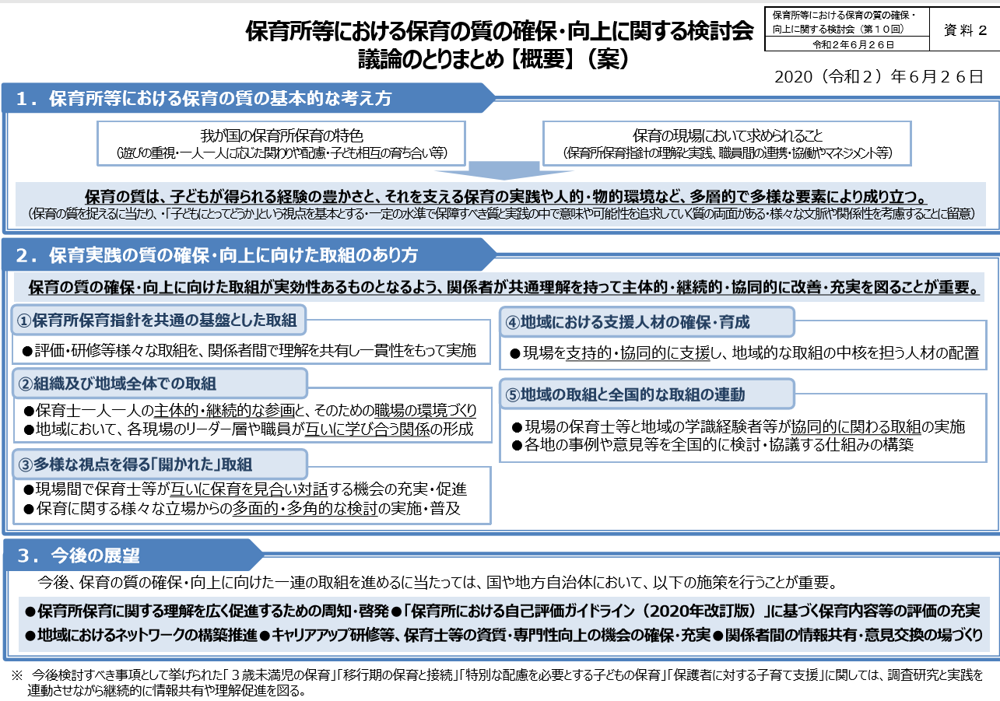 保育所等における保育の質の確保・向上に関する検討会
議論のとりまとめ【概要】（案）
保育所等における保育の質の確保・
向上に関する検討会（第１０回）
令和２年６月２６日
資料２
2020（令和２）年６月２６日
１．保育所等における保育の質の基本的な考え方
我が国の保育所保育の特色
（遊びの重視・一人一人に応じた関わりや配慮・子ども相互の育ち合い等）
保育の現場において求められること
（保育所保育指針の理解と実践、職員間の連携・協働やマネジメント等）
保育の質は、子どもが得られる経験の豊かさと、それを支える保育の実践や人的・物的環境など、多層的で多様な要素により成り立つ。
（保育の質を捉えるに当たり、・「子どもにとってどうか」という視点を基本とする・一定の水準で保障すべき質と実践の中で意味や可能性を追求していく質の両面がある・様々な文脈や関係性を考慮することに留意）
２．保育実践の質の確保・向上に向けた取組のあり方
保育の質の確保・向上に向けた取組が実効性あるものとなるよう、関係者が共通理解を持って主体的・継続的・協同的に改善・充実を図ることが重要。
①保育所保育指針を共通の基盤とした取組
●評価・研修等様々な取組を、関係者間で理解を共有し一貫性をもって実施
②組織及び地域全体での取組
●保育士一人一人の主体的・継続的な参画と、そのための職場の環境づくり
●地域において、各現場のリーダー層や職員が互いに学び合う関係の形成
③多様な視点を得る「開かれた」取組
●現場間で保育士等が互いに保育を見合い対話する機会の充実・促進
●保育に関する様々な立場からの多面的・多角的な検討の実施・普及
④地域における支援人材の確保・育成
●現場を支持的・協同的に支援し、地域的な取組の中核を担う人材の配置
⑤地域の取組と全国的な取組の連動
●現場の保育士等と地域の学識経験者等が協同的に関わる取組の実施
●各地の事例や意見等を全国的に検討・協議する仕組みの構築
３．今後の展望
今後、保育の質の確保・向上に向けた一連の取組を進めるに当たっては、国や地方自治体において、以下の施策を行うことが重要。
●保育所保育に関する理解を広く促進するための周知・啓発●「保育所における自己評価ガイドライン（2020年改訂版）」に基づく保育内容等の評価の充実
●地域におけるネットワークの構築推進●キャリアアップ研修等、保育士等の資質・専門性向上の機会の確保・充実●関係者間の情報共有・意見交換の場づくり
※　今後検討すべき事項として挙げられた「３歳未満児の保育」「移行期の保育と接続」「特別な配慮を必要とする子どもの保育」「保護者に対する子育て支援」に関しては、調査研究と実践を
連動させながら継続的に情報共有や理解促進を図る。